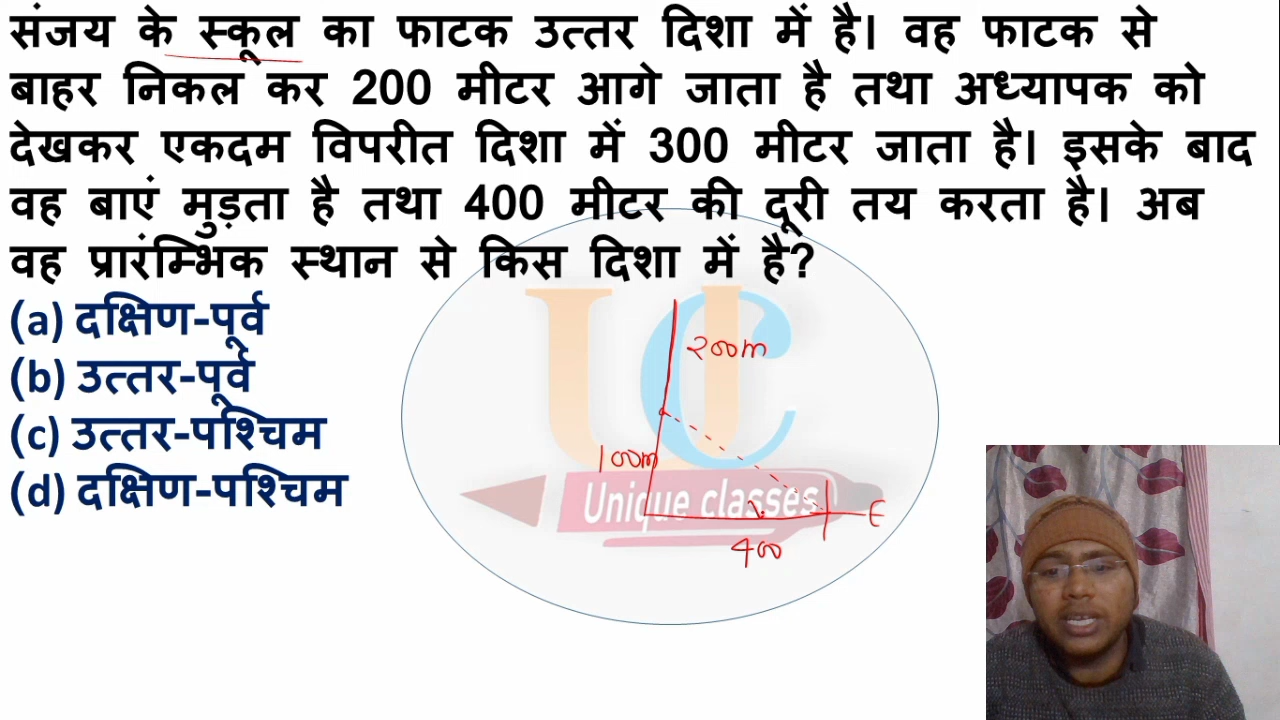 संजय के स्कूल का फाटक उत्तर दिशा में है। वह फाटक से
बाहर निकल कर 200 मीटर आगे जाता है तथा अध्यापक को
देखकर एकदम विपरीत दिशा में 300 मीटर जाता है। इसके बाद
वह बाएं मुड़ता है तथा 400 मीटर की दूरी तय करता है। अब
वह प्रारंम्भिक स्थान से किस दिशा में है?
(a) दक्षिण-पूर्व
(b) उत्तर-पूर्व
(c) उत्तर-पश्चिम
(d) दक्षिण-पश्चिम
UC
200m
100m
Unique classes
E
400